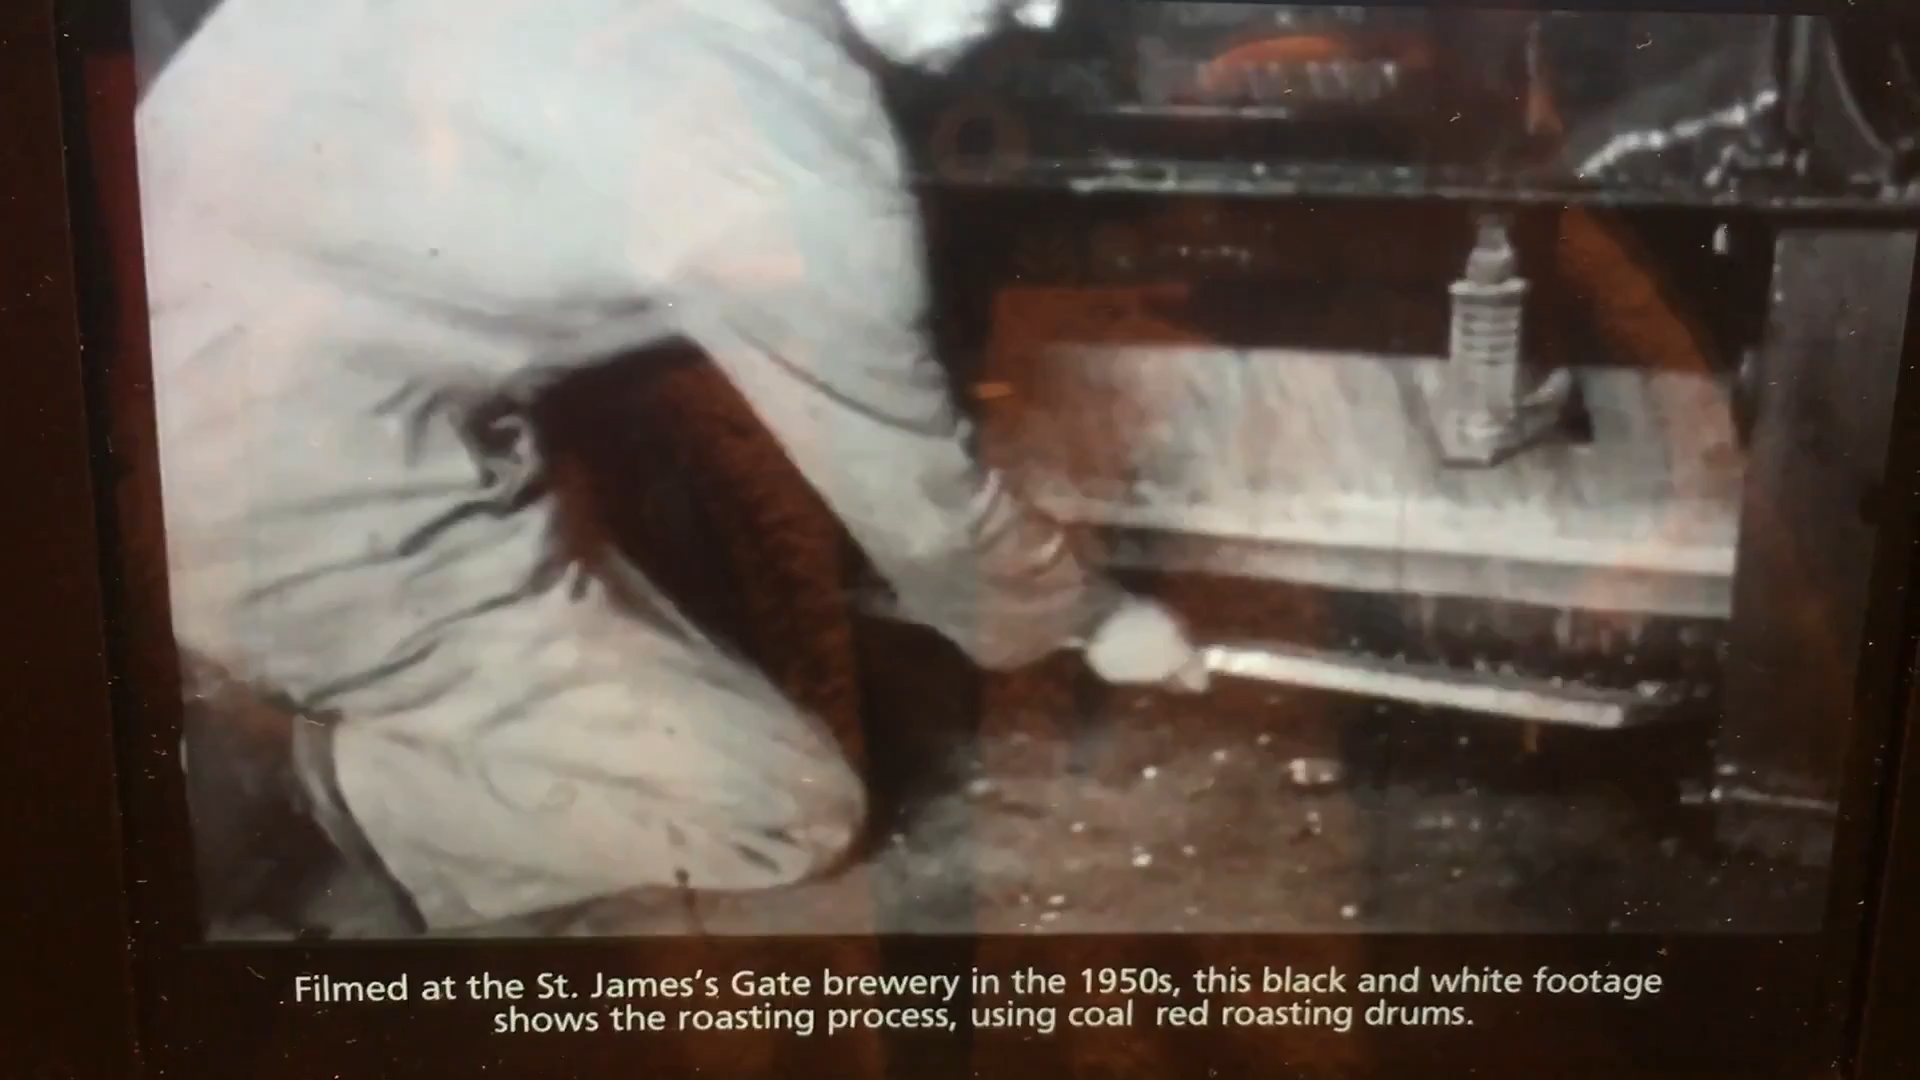 Filmed at the St. James's Gate brewery in the 1950s, this black and white footage
shows the roasting process, using coal red roasting drums.